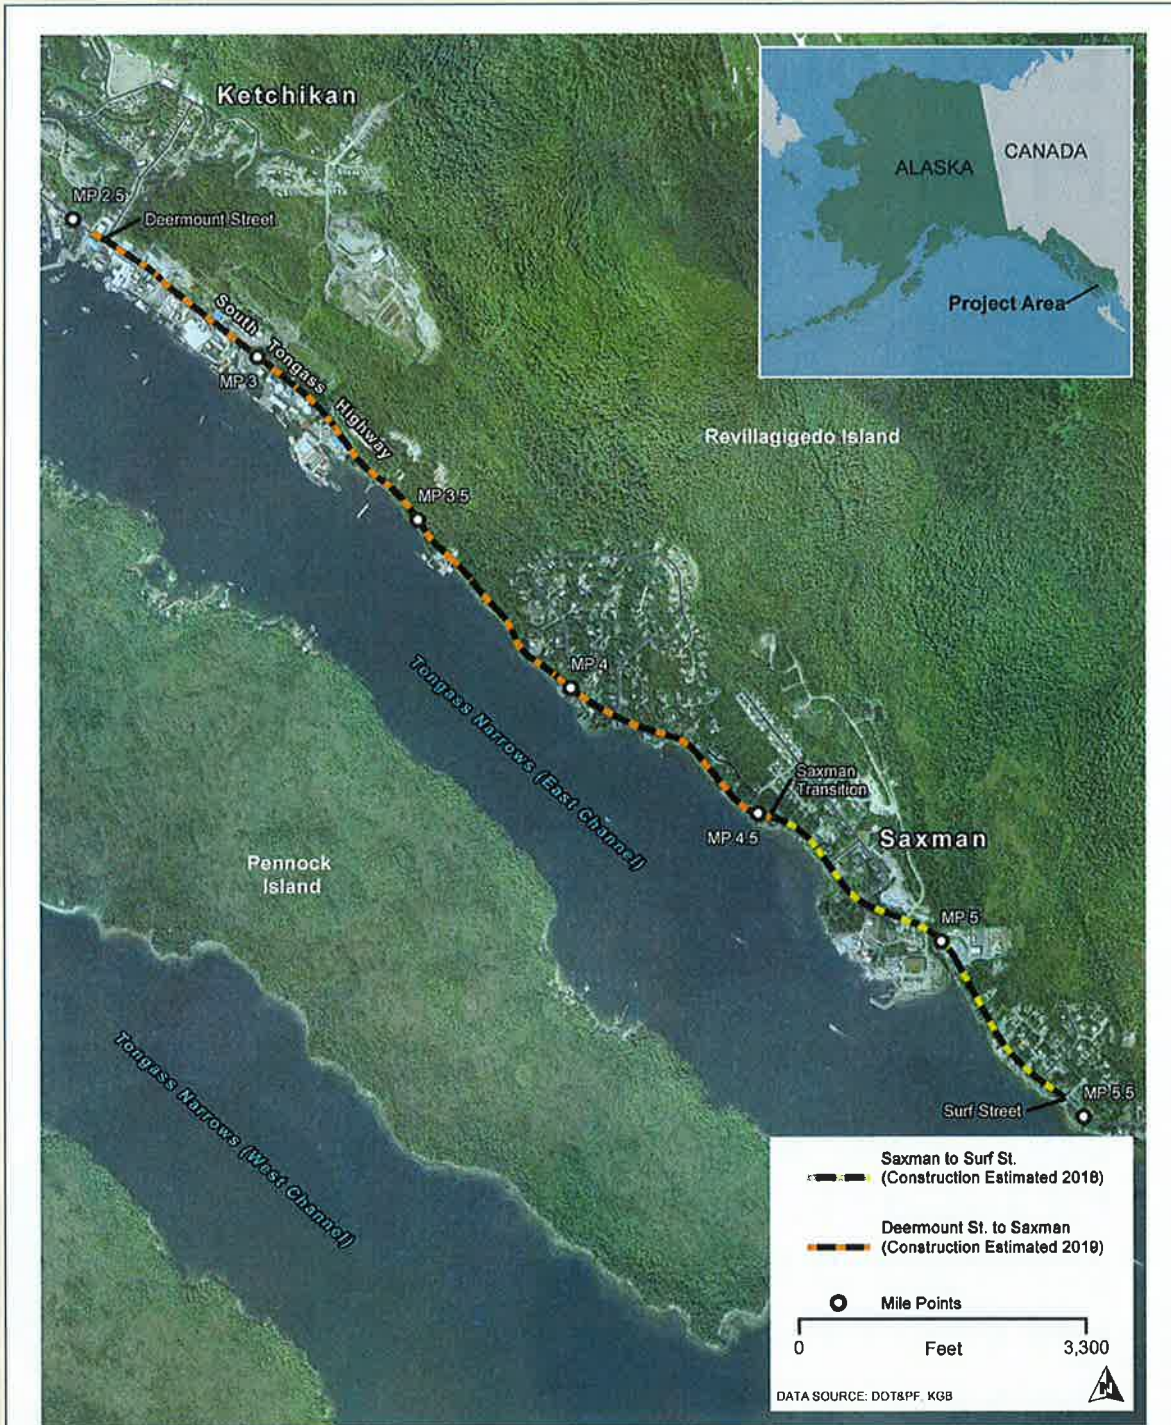 Ketchikan
ALASKA
CANADA
Project Area
MP 2.5
Deermount Street
South Tongass Highway
MP 3
Revillagigedo Island
MP 3.5
MP 4
Tongass Narrows (East Channel)
Saxman
Transition
MP 4.5
Saxman
Pennock
Island
MP 5
Tongass Narrows (West Channel)
MP 5.5
Surf Street
Saxman to Surf St.
(Construction Estimated 2018)
Deermount St. to Saxman
(Construction Estimated 2019)
Mile Points
0 Feet 3,300
DATA SOURCE: DOT&PF, KGB
N